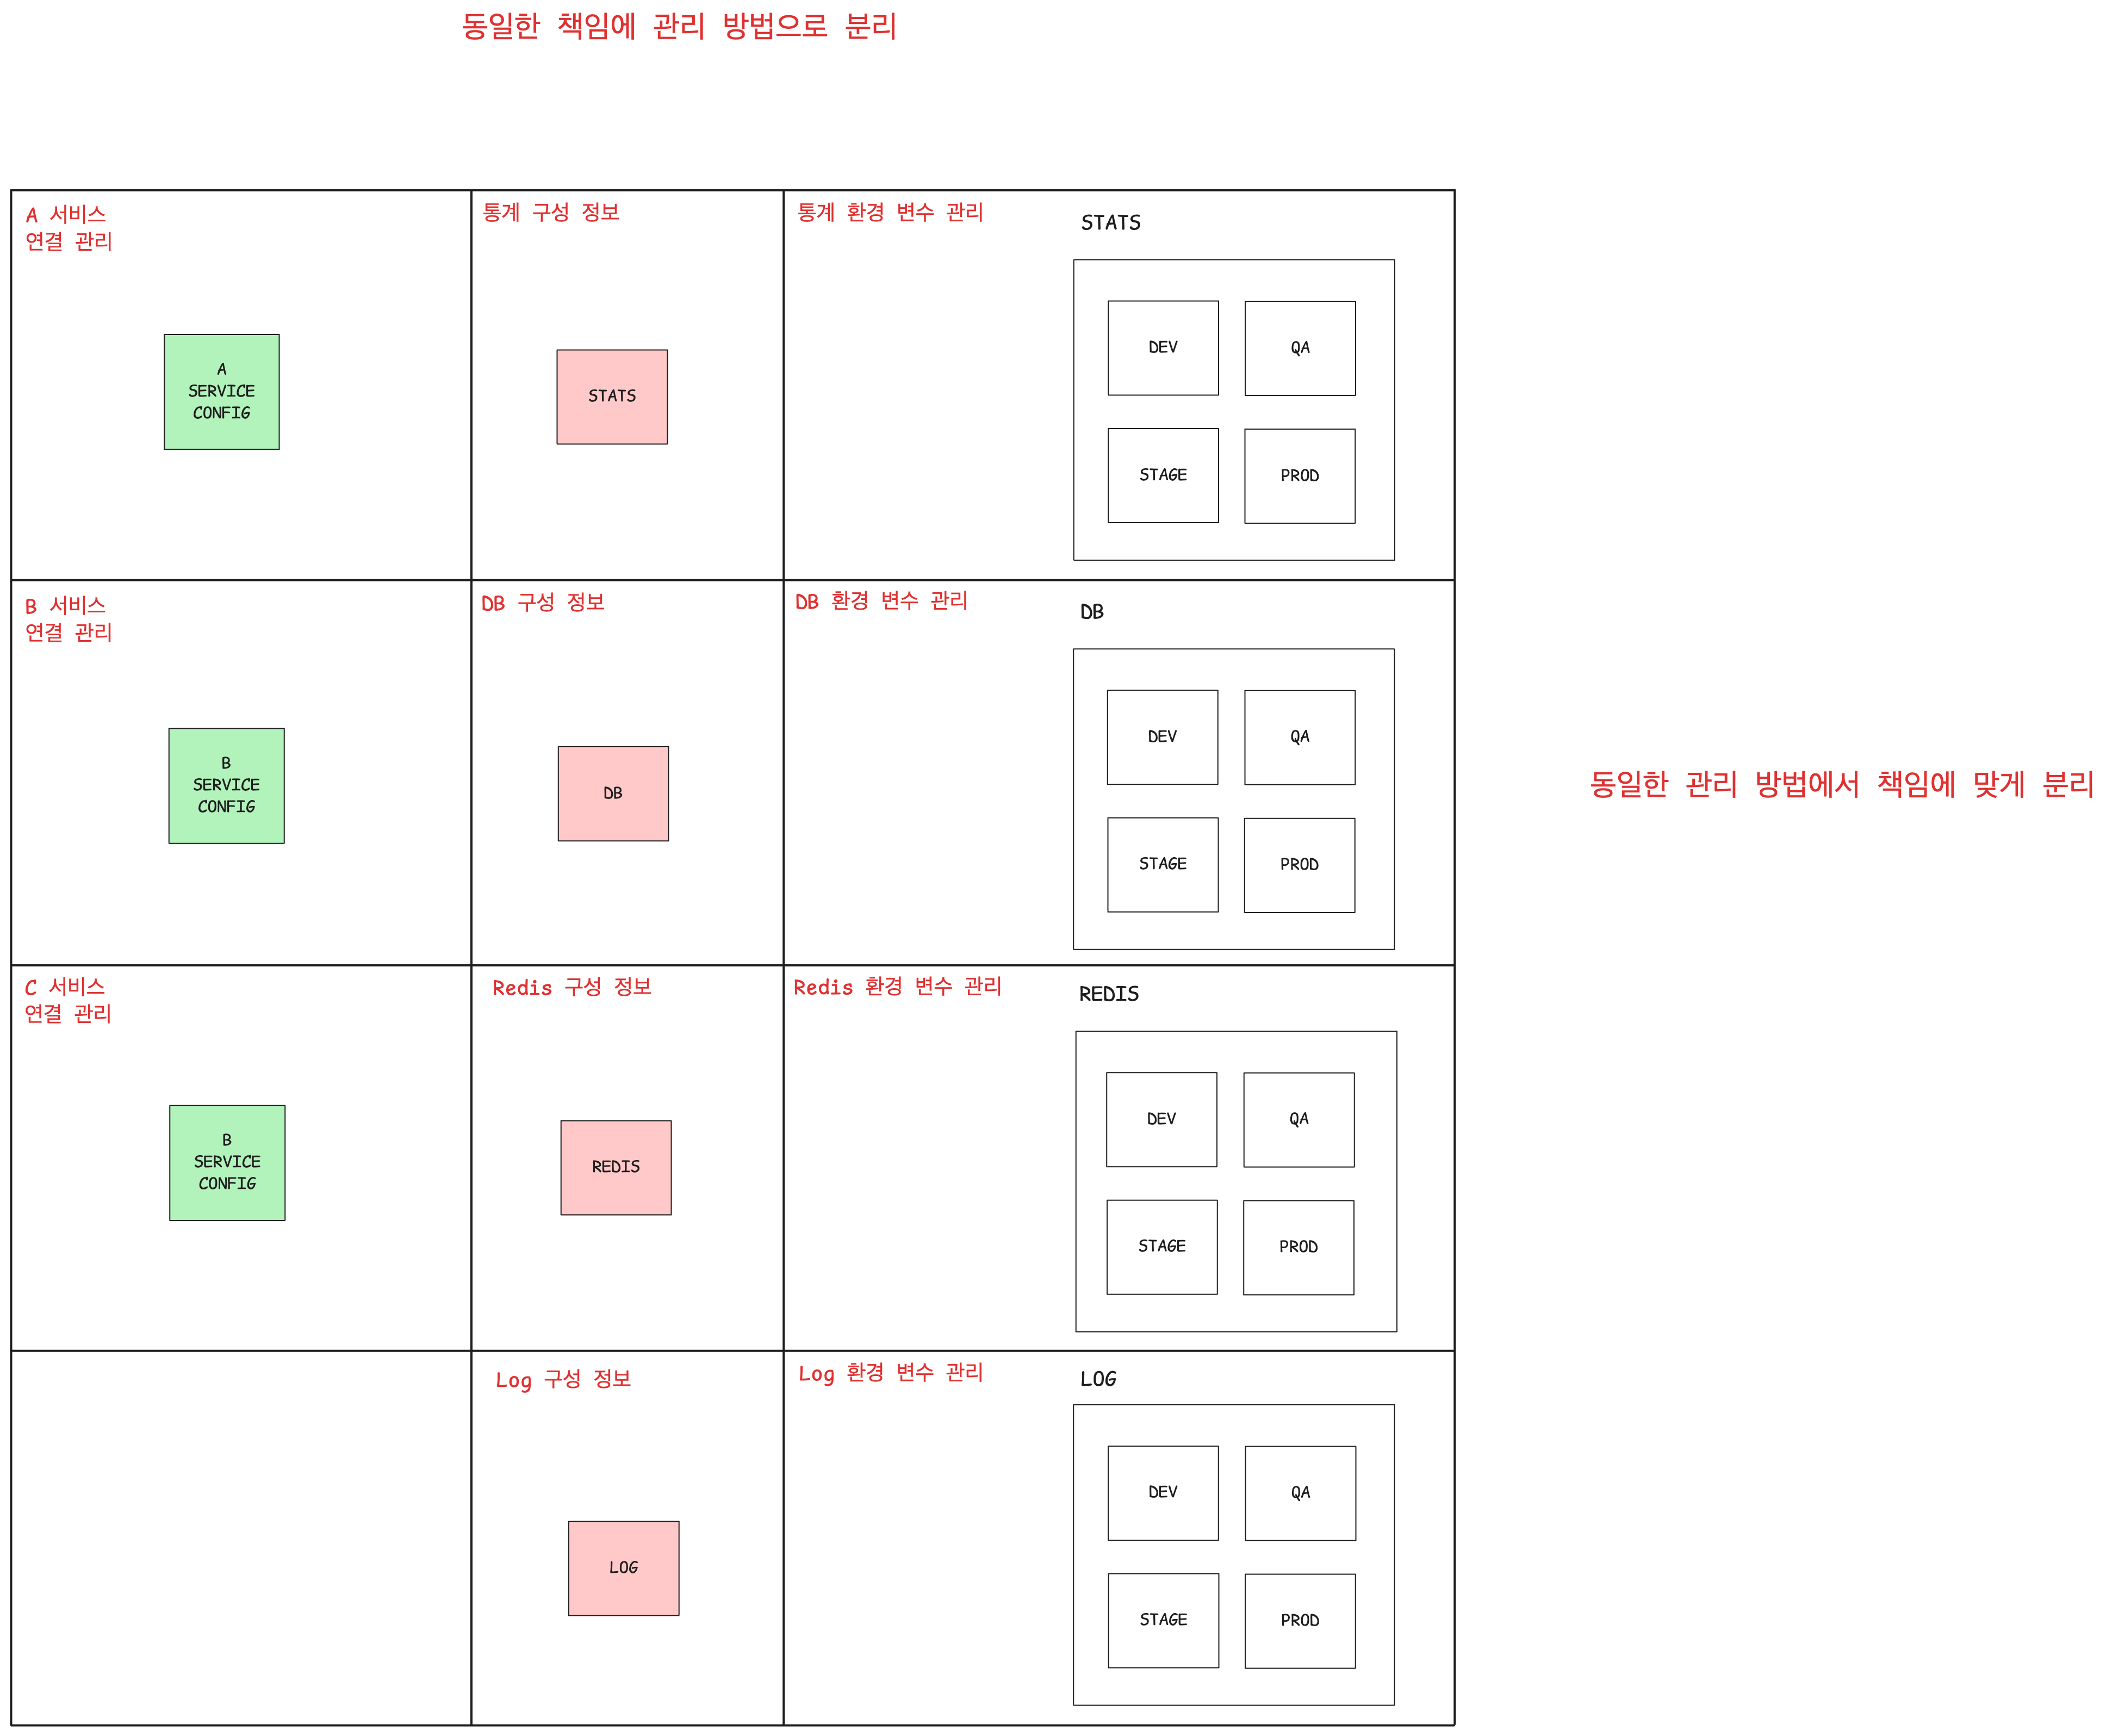 동일한 책임에 관리 방법으로 분리
A 서비스
연결 관리
A
SERVICE
CONFIG
통계 구성 정보
STATS
통계 환경 변수 관리
STATS
DEV
QA
STAGE
PROD
B 서비스
연결 관리
B
SERVICE
CONFIG
DB 구성 정보
DB
DB 환경 변수 관리
DB
DEV
QA
STAGE
PROD
동일한 관리 방법에서 책임에 맞게 분리
C 서비스
연결 관리
B
SERVICE
CONFIG
Redis 구성 정보
REDIS
Redis 환경 변수 관리
REDIS
DEV
QA
STAGE
PROD
Log 구성 정보
LOG
Log 환경 변수 관리
LOG
DEV
QA
STAGE
PROD